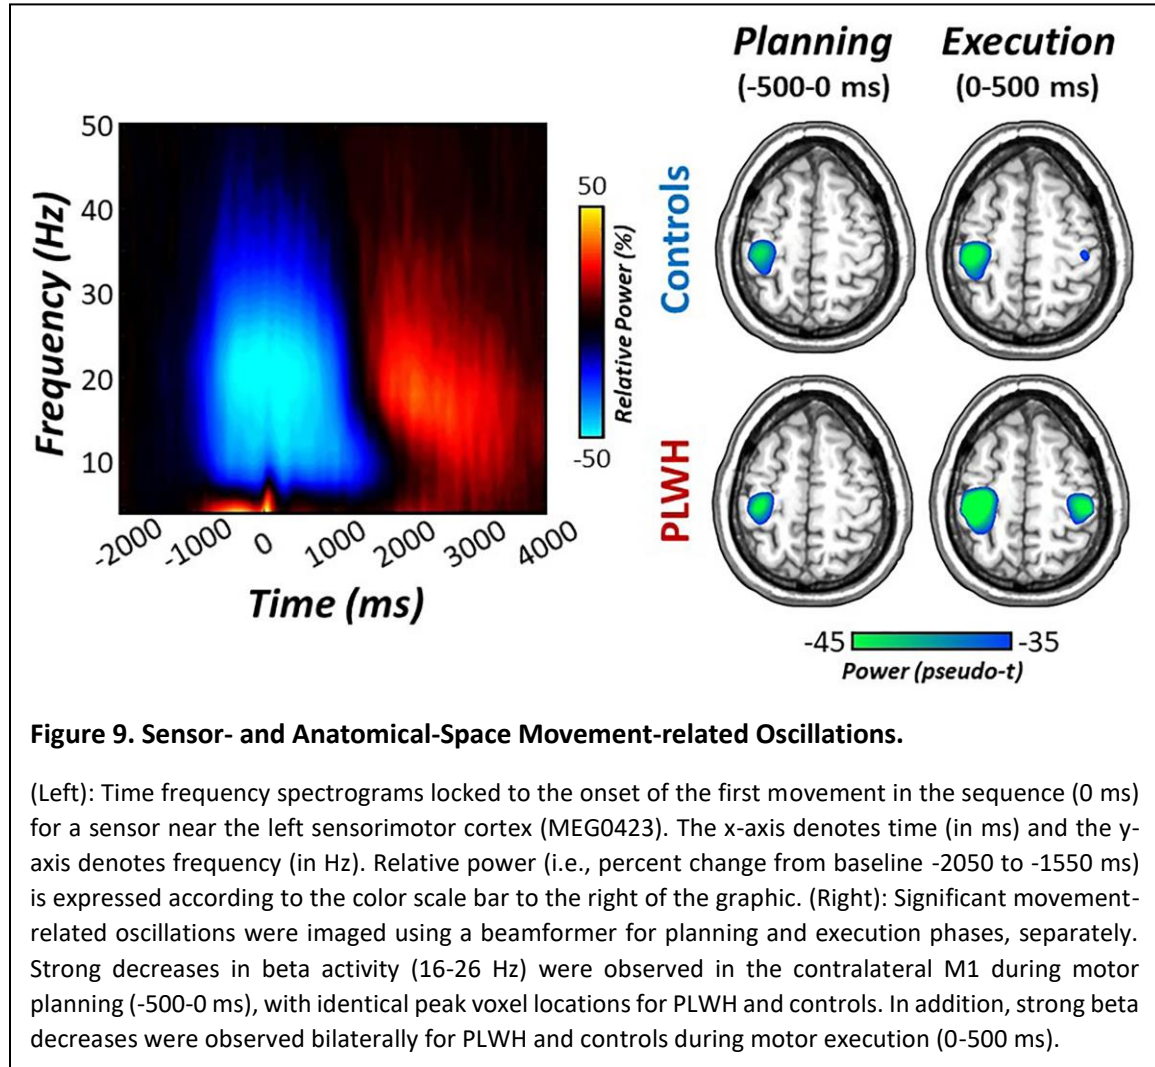 Planning
Execution
(-500-0 ms)
(0-500 ms)
50
40
30
20
10
Frequency (Hz)
-2000
-1000
0
1000
2000
3000
4000
Time (ms)
50
-50
Relative Power (%)
Controls
PLWH
-45
-35
Power (pseudo-t)
Figure 9. Sensor- and Anatomical-Space Movement-related Oscillations.
(Left): Time frequency spectrograms locked to the onset of the first movement in the sequence (0 ms)
for a sensor near the left sensorimotor cortex (MEG0423). The x-axis denotes time (in ms) and the y-
axis denotes frequency (in Hz). Relative power (i.e., percent change from baseline -2050 to -1550 ms)
is expressed according to the color scale bar to the right of the graphic. (Right): Significant movement-
related oscillations were imaged using a beamformer for planning and execution phases, separately.
Strong decreases in beta activity (16-26 Hz) were observed in the contralateral M1 during motor
planning (-500-0 ms), with identical peak voxel locations for PLWH and controls. In addition, strong beta
decreases were observed bilaterally for PLWH and controls during motor execution (0-500 ms).